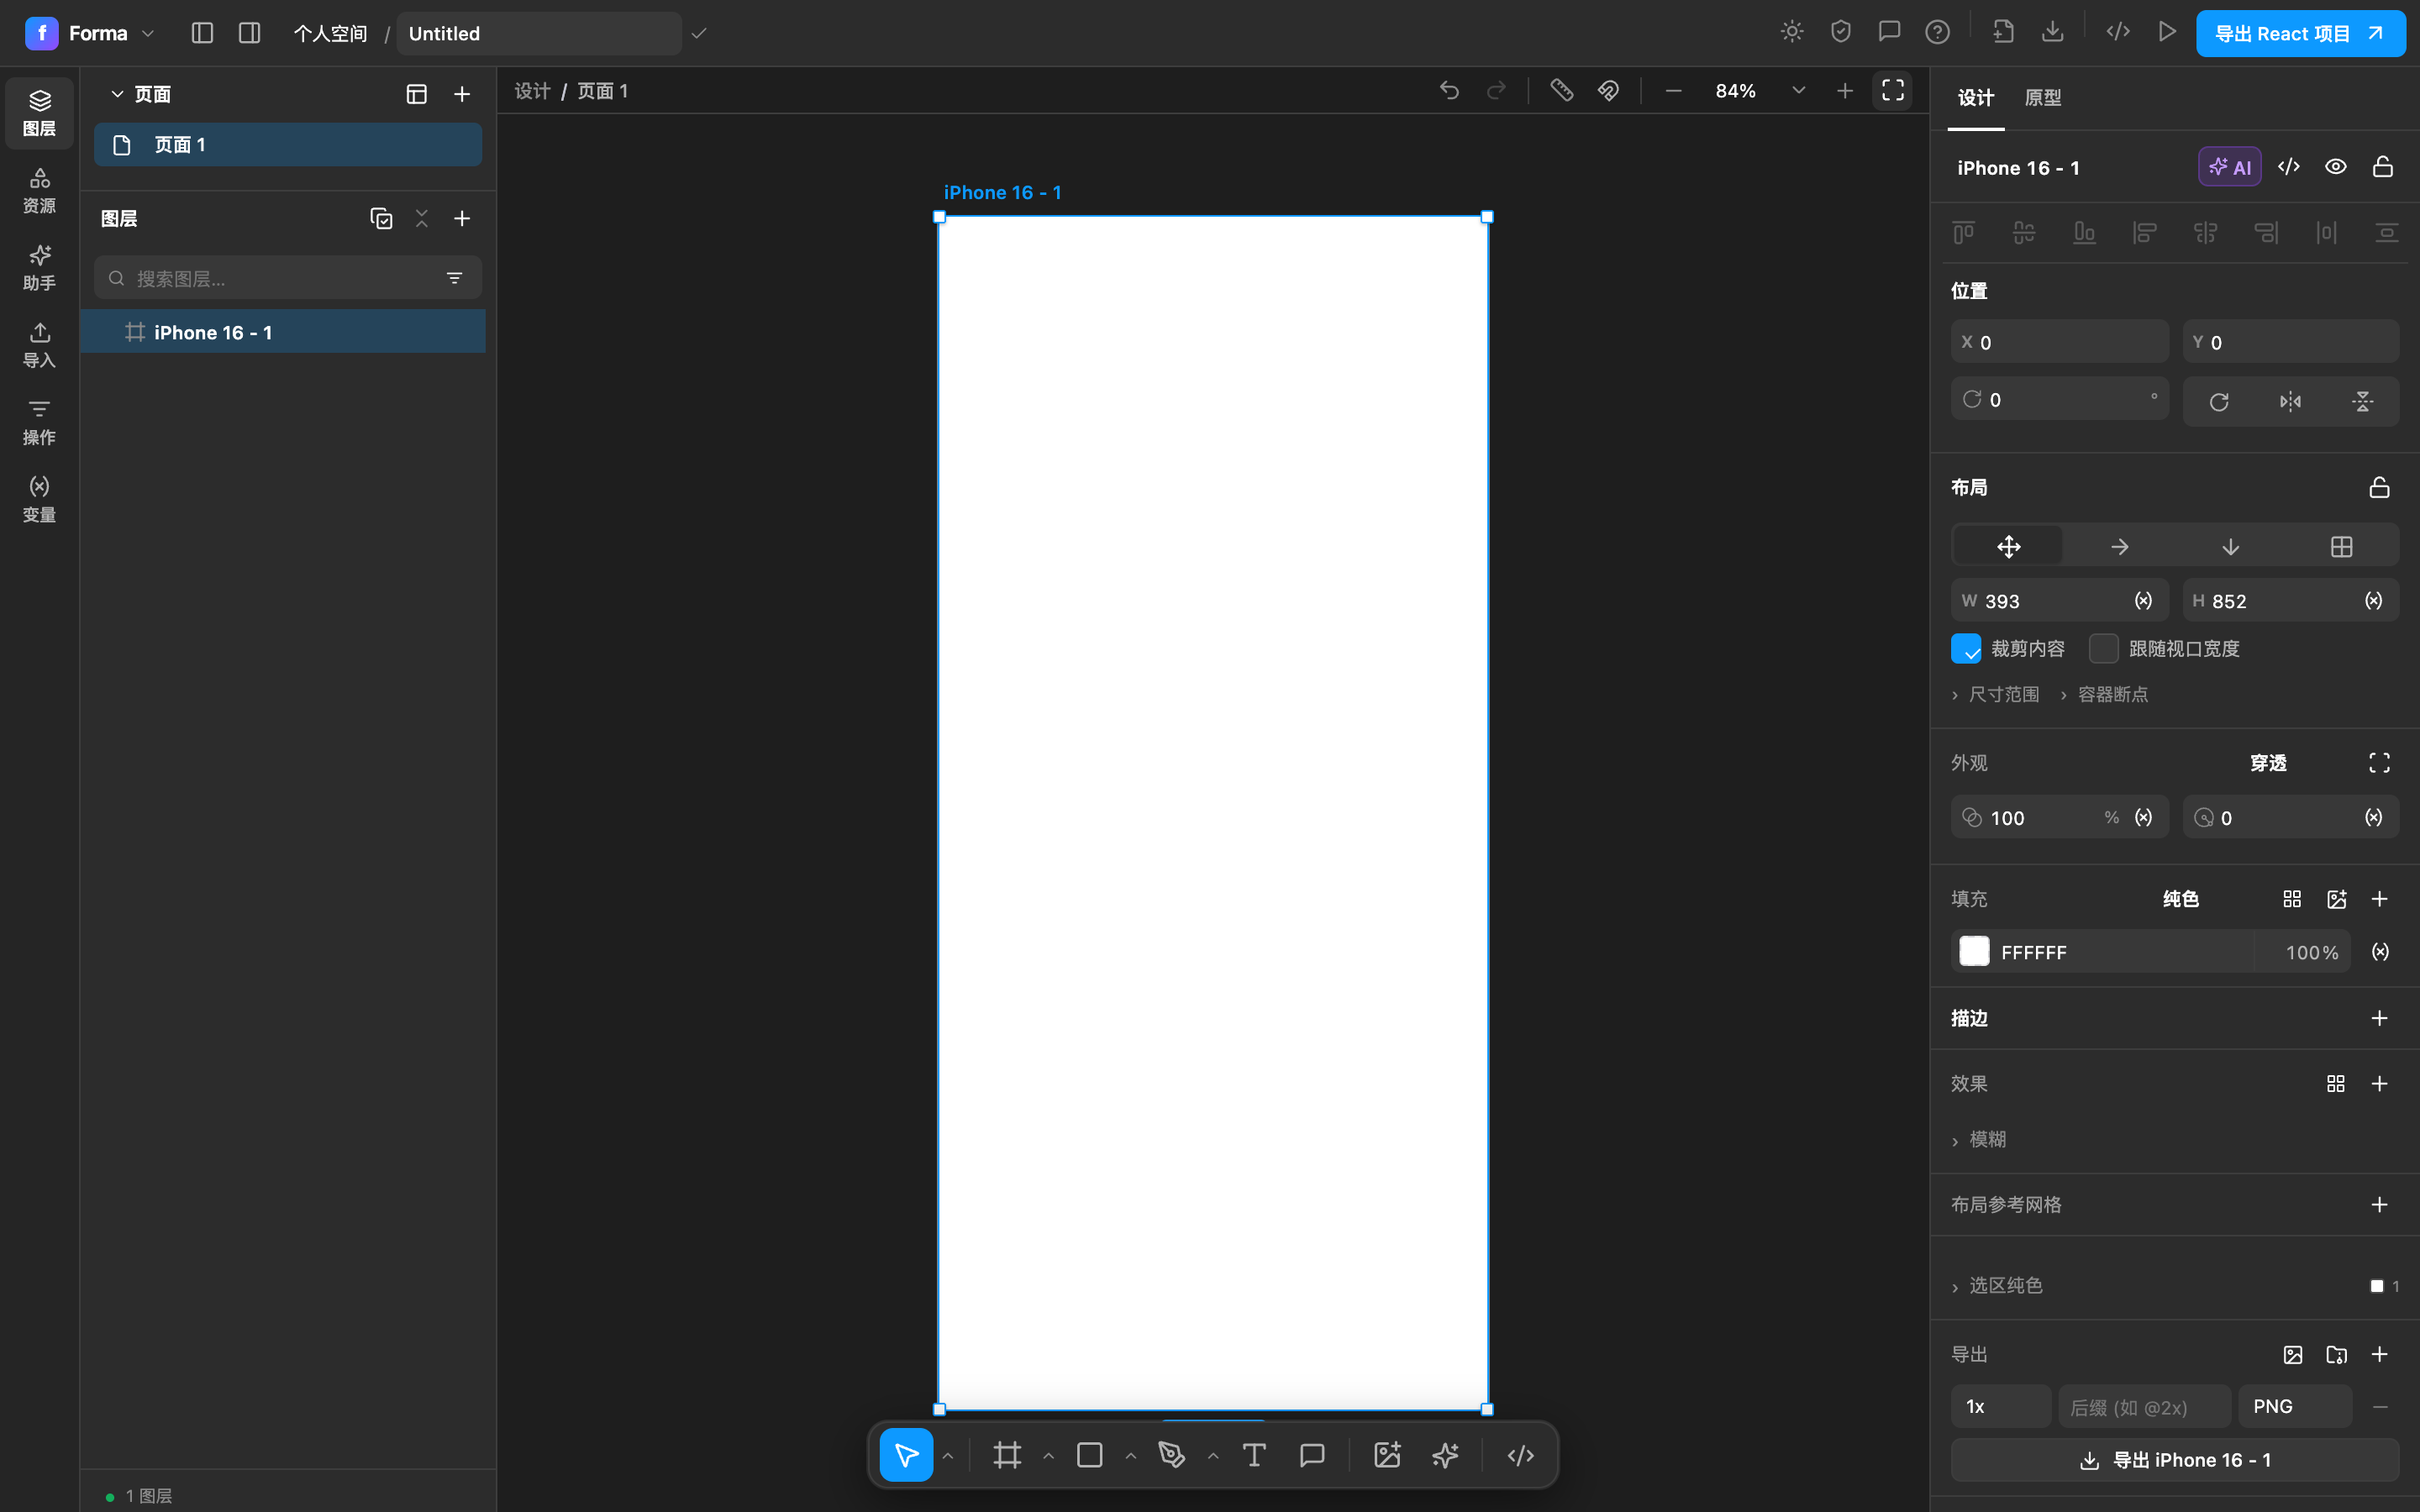 f Forma
个人空间 / Untitled
导出 React 项目
图层
资源
助手
导入
操作
变量
页面
页面 1
图层
搜索图层...
iPhone 16 - 1
1 图层
设计 / 页面 1
84%
iPhone 16 - 1
设计 原型
iPhone 16 - 1
AI
位置
X 0
Y 0
0 °
布局
W 393
H 852
裁剪内容
跟随视口宽度
尺寸范围
容器断点
外观
穿透
100 %
0
填充
纯色
FFFFFF 100%
描边
效果
模糊
布局参考网格
选区纯色
1
导出
1x
后缀 (如 @2x)
PNG
导出 iPhone 16 - 1